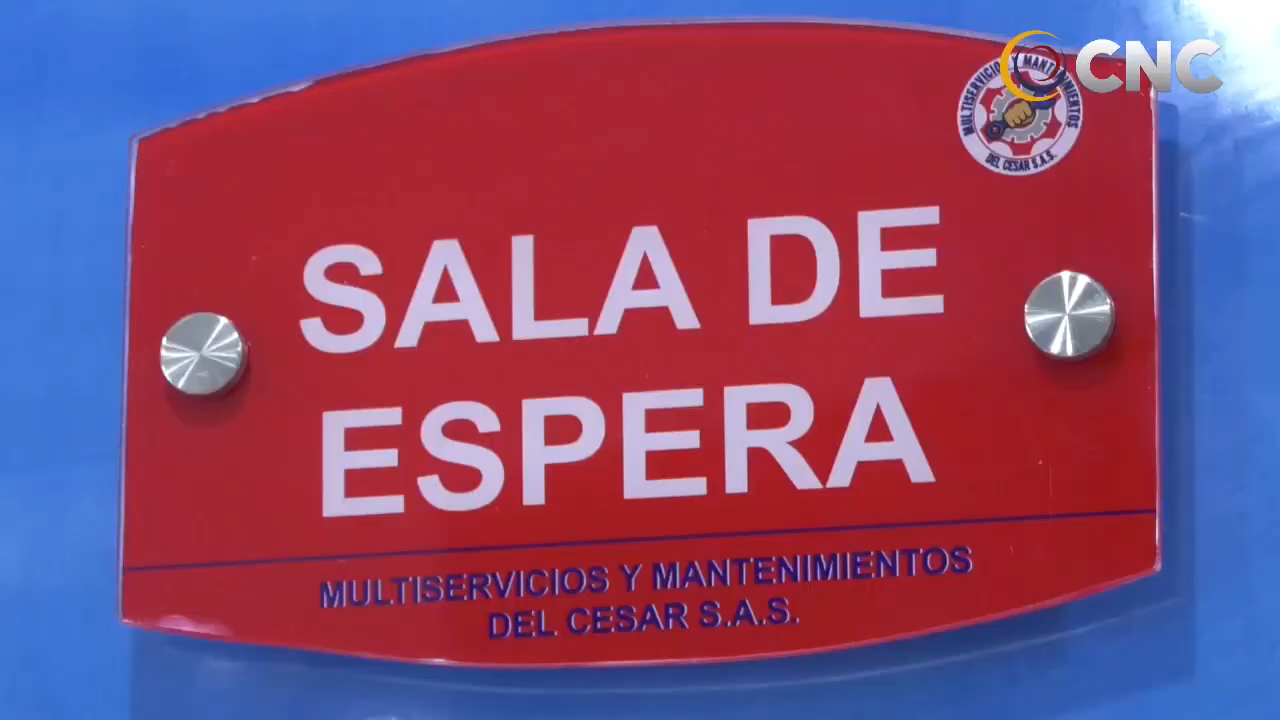 CNC
MULTISERVICIOS Y MANTENIMIENTOS
DEL CESAR S.A.S.
SALA DE
ESPERA
MULTISERVICIOS Y MANTENIMIENTOS
DEL CESAR S.A.S.